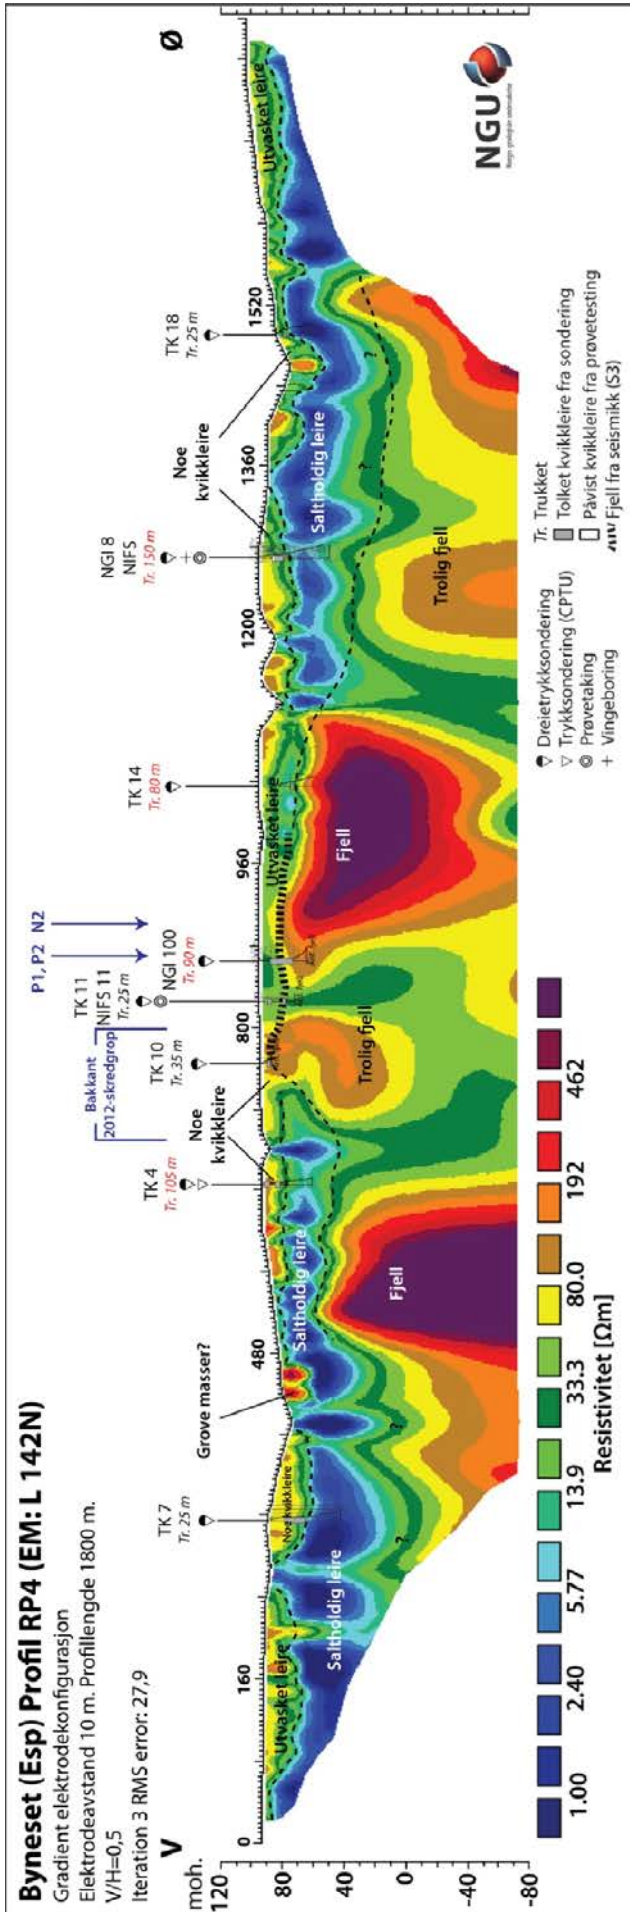 Byneset (Esp) Profil RP4 (EM: L 142N)
Gradient elektrodekonfigurasjon
Elektrodeavstand 10 m. Profillengde 1800 m.
V/H=0,5
Iteration 3 RMS error: 27,9
V
Ø
moh.
120
80
40
0
-40
-80
0
160
480
800
960
1200
1360
1520
TK 7
Tr. 25 m
Grove masser?
TK 4
Tr. 105 m
Noe
kvikkleire
Bakkant
2012-skredgrop
TK 10
Tr. 35 m
TK 11
NIFS 11
Tr. 25 m
NGI 100
Tr. 90 m
P1, P2 N2
TK 14
Tr. 80 m
NGI 8
NIFS
Tr. 150 m
Noe
kvikkleire
TK 18
Tr. 25 m
Utvasket leire
Saltholdig leire
Noe kvikkleire
Saltholdig leire
Fjell
Trolig fjell
Utvasket leire
Fjell
Saltholdig leire
Trolig fjell
Utvasket leire
?
?
?
?
NGU
Norges geologiske undersøkelse
1.00
2.40
5.77
13.9
33.3
80.0
192
462
Resistivitet [Ωm]
Dreietrykksondering
Trykksondering (CPTU)
Prøvetaking
+ Vingeboring
Tr. Trukket
Tolket kvikkleire fra sondering
Påvist kvikkleire fra prøvetesting
Fjell fra seismikk (S3)